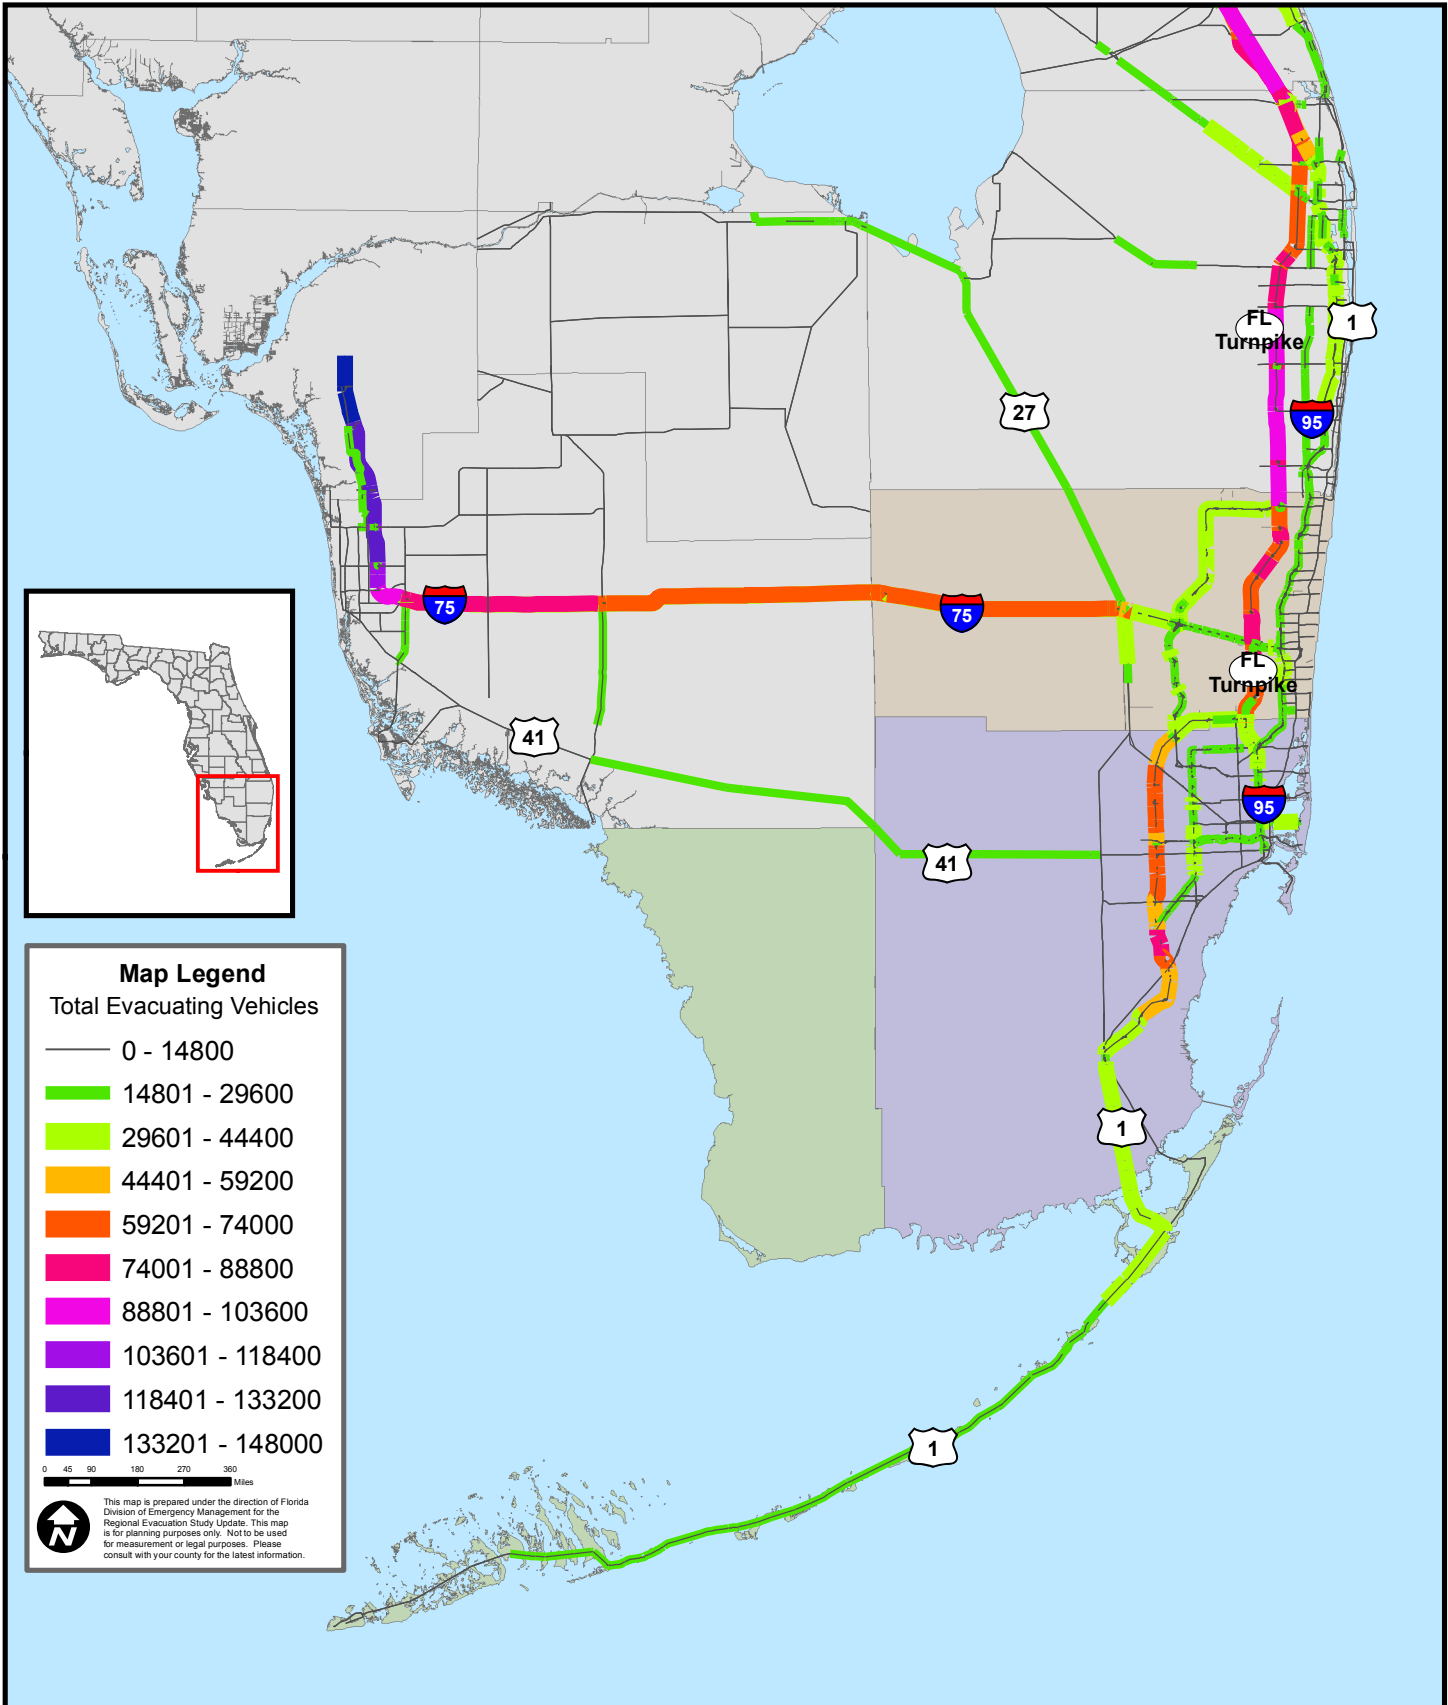 FL
Turnpike
1
27
95
75
75
FL
Turnpike
41
95
41
1
1
Map Legend
Total Evacuating Vehicles
0 - 14800
14801 - 29600
29601 - 44400
44401 - 59200
59201 - 74000
74001 - 88800
88801 - 103600
103601 - 118400
118401 - 133200
133201 - 148000
0 45 90 180 270 360
Miles
N
This map is prepared under the direction of Florida
Division of Emergency Management for the
Regional Evacuation Study Update. This map
is for planning purposes only. Not to be used
for measurement or legal purposes. Please
consult with your county for the latest information.